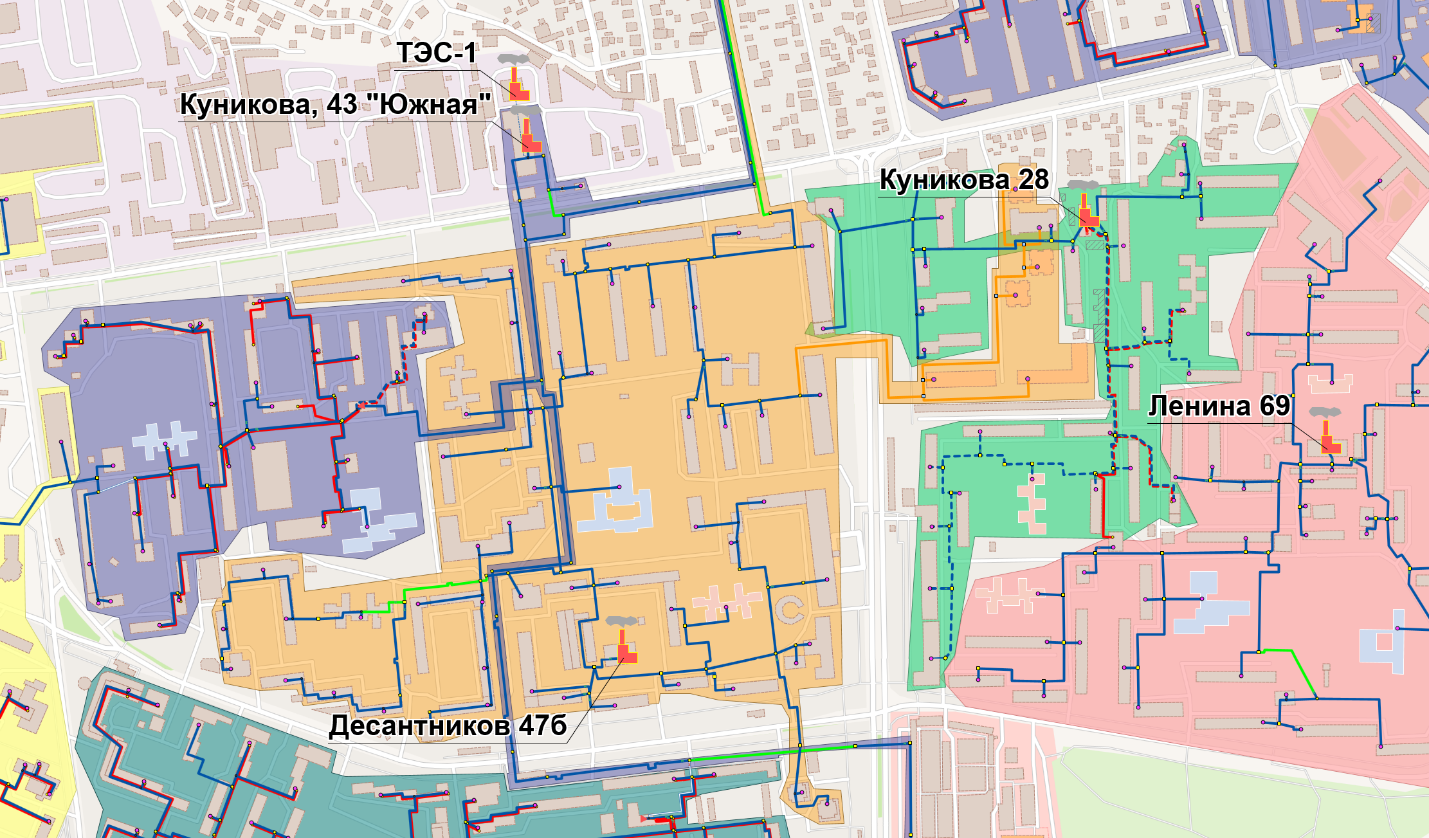 ТЭС-1
Куникова, 43 "Южная"
Куникова 28
Ленина 69
Десантников 47б